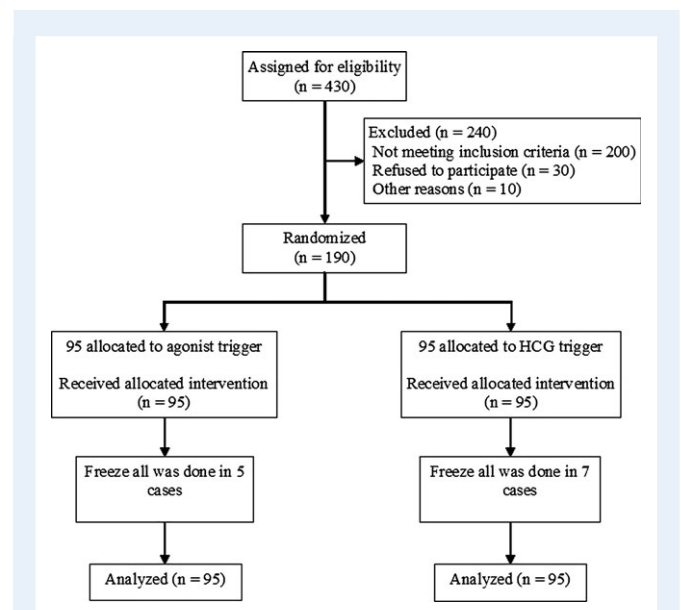 Assigned for eligibility
(n = 430)
Excluded (n = 240)
Not meeting inclusion criteria (n = 200)
Refused to participate (n = 30)
Other reasons (n = 10)
Randomized
(n = 190)
95 allocated to agonist trigger
Received allocated intervention
(n = 95)
95 allocated to HCG trigger
Received allocated intervention
(n = 95)
Freeze all was done in 5
cases
Freeze all was done in 7
cases
Analyzed (n = 95)
Analyzed (n = 95)